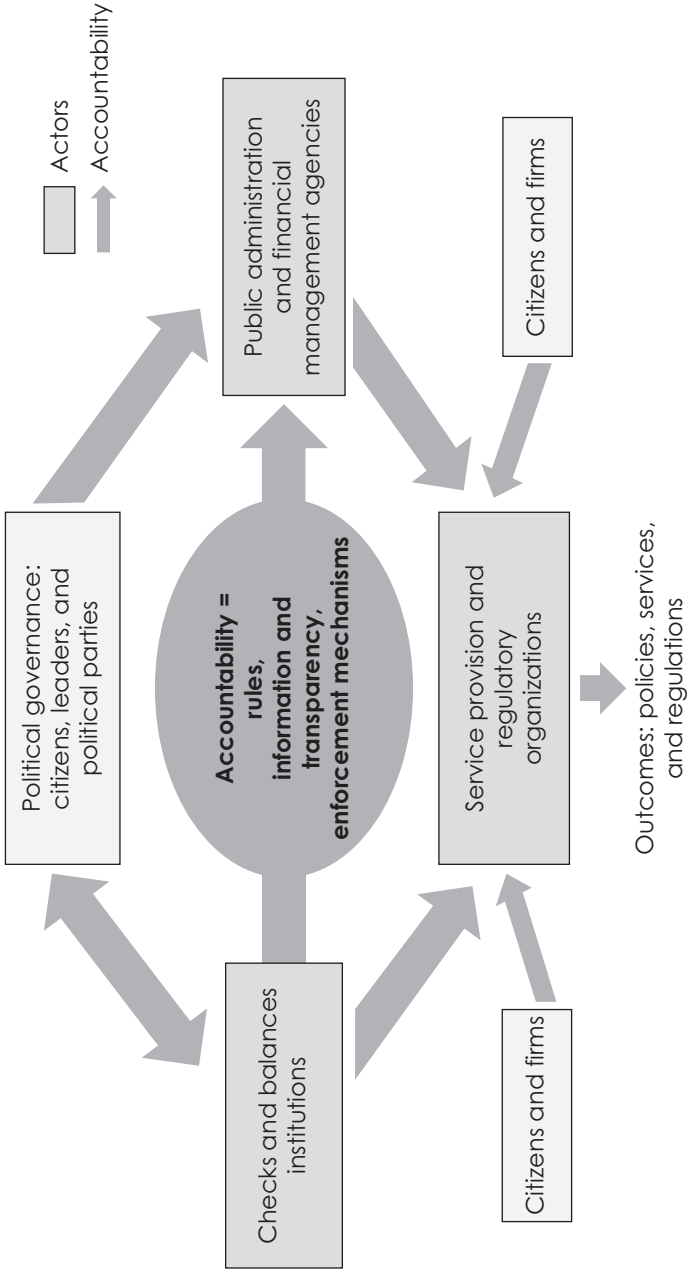 Actors
Accountability
Political governance:
citizens, leaders, and
political parties
Checks and balances
institutions
Accountability =
rules,
information and
transparency,
enforcement mechanisms
Public administration
and financial
management agencies
Citizens and firms
Service provision and
regulatory
organizations
Citizens and firms
Outcomes: policies, services,
and regulations